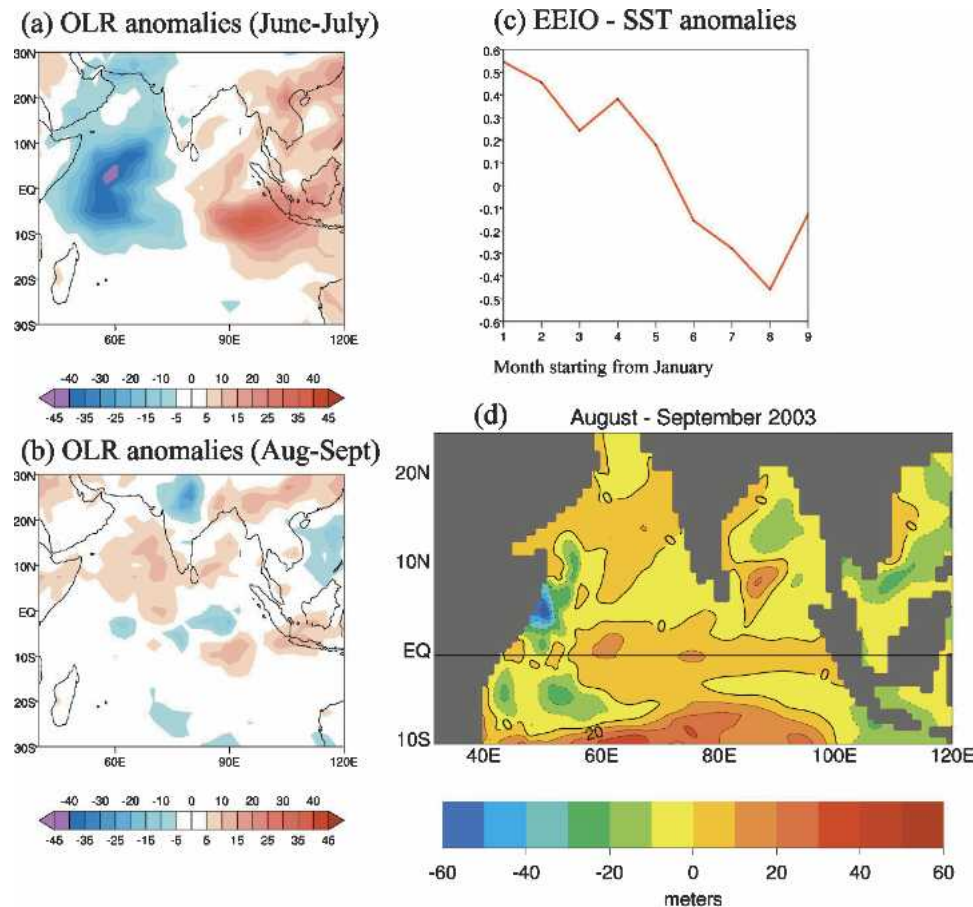 (a) OLR anomalies (June-July)
30N
20N
10N
EQ
10S
20S
30S
60E 90E 120E
-40 -30 -20 -10 0 10 20 30 40
-45 -35 -25 -15 -5 5 15 25 35 45
(c) EEIO - SST anomalies
0.6
0.5
0.4
0.3
0.2
0.1
0
-0.1
-0.2
-0.3
-0.4
-0.5
-0.6
1 2 3 4 5 6 7 8 9
Month starting from January
(b) OLR anomalies (Aug-Sept)
30N
20N
10N
EQ
10S
20S
30S
60E 90E 120E
-40 -30 -20 -10 0 10 20 30 40
-45 -35 -25 -15 -5 5 15 25 35 45
(d) August - September 2003
20N
10N
EQ
10S
0
0
0
0
0
0
0
0
20
40E 60E 80E 100E 120E
-60 -40 -20 0 20 40 60
meters